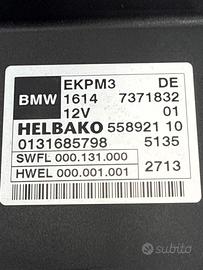 EKPM3 DE
BMW 1614 7371832
12V 01
HELBAKO 558921 10
0131685798 5135
SWFL 000.131.000
HWEL 000.001.001 2713
subito